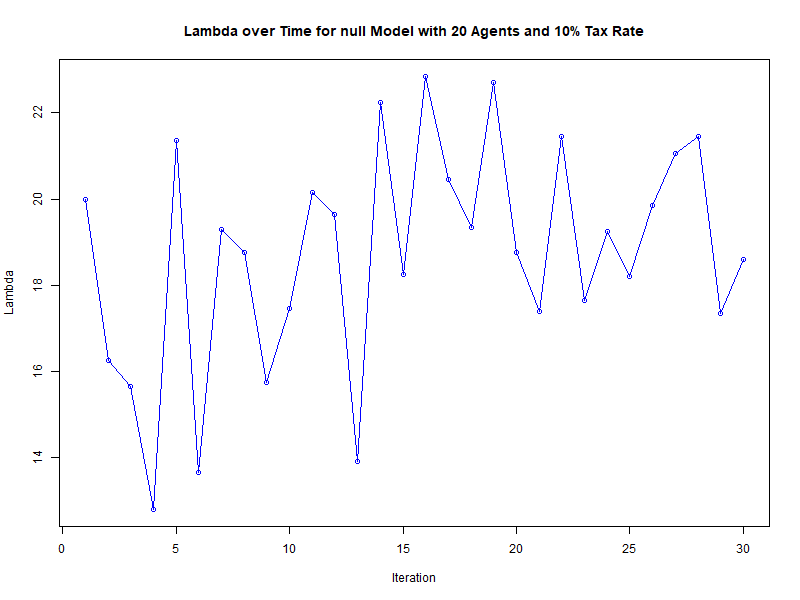 Lambda over Time for null Model with 20 Agents and 10% Tax Rate
22
20
18
16
14
Lambda
0 5 10 15 20 25 30
Iteration